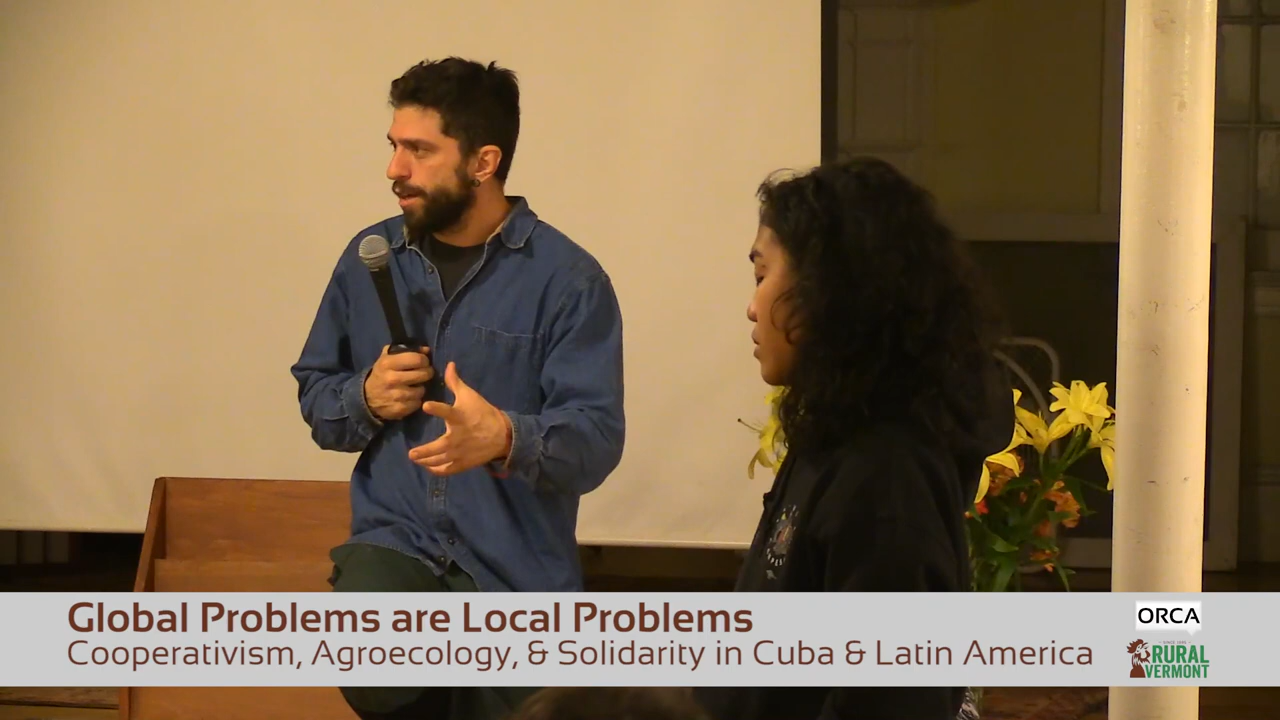 Global Problems are Local Problems
Cooperativism, Agroecology, & Solidarity in Cuba & Latin America
ORCA
RURAL
VERMONT